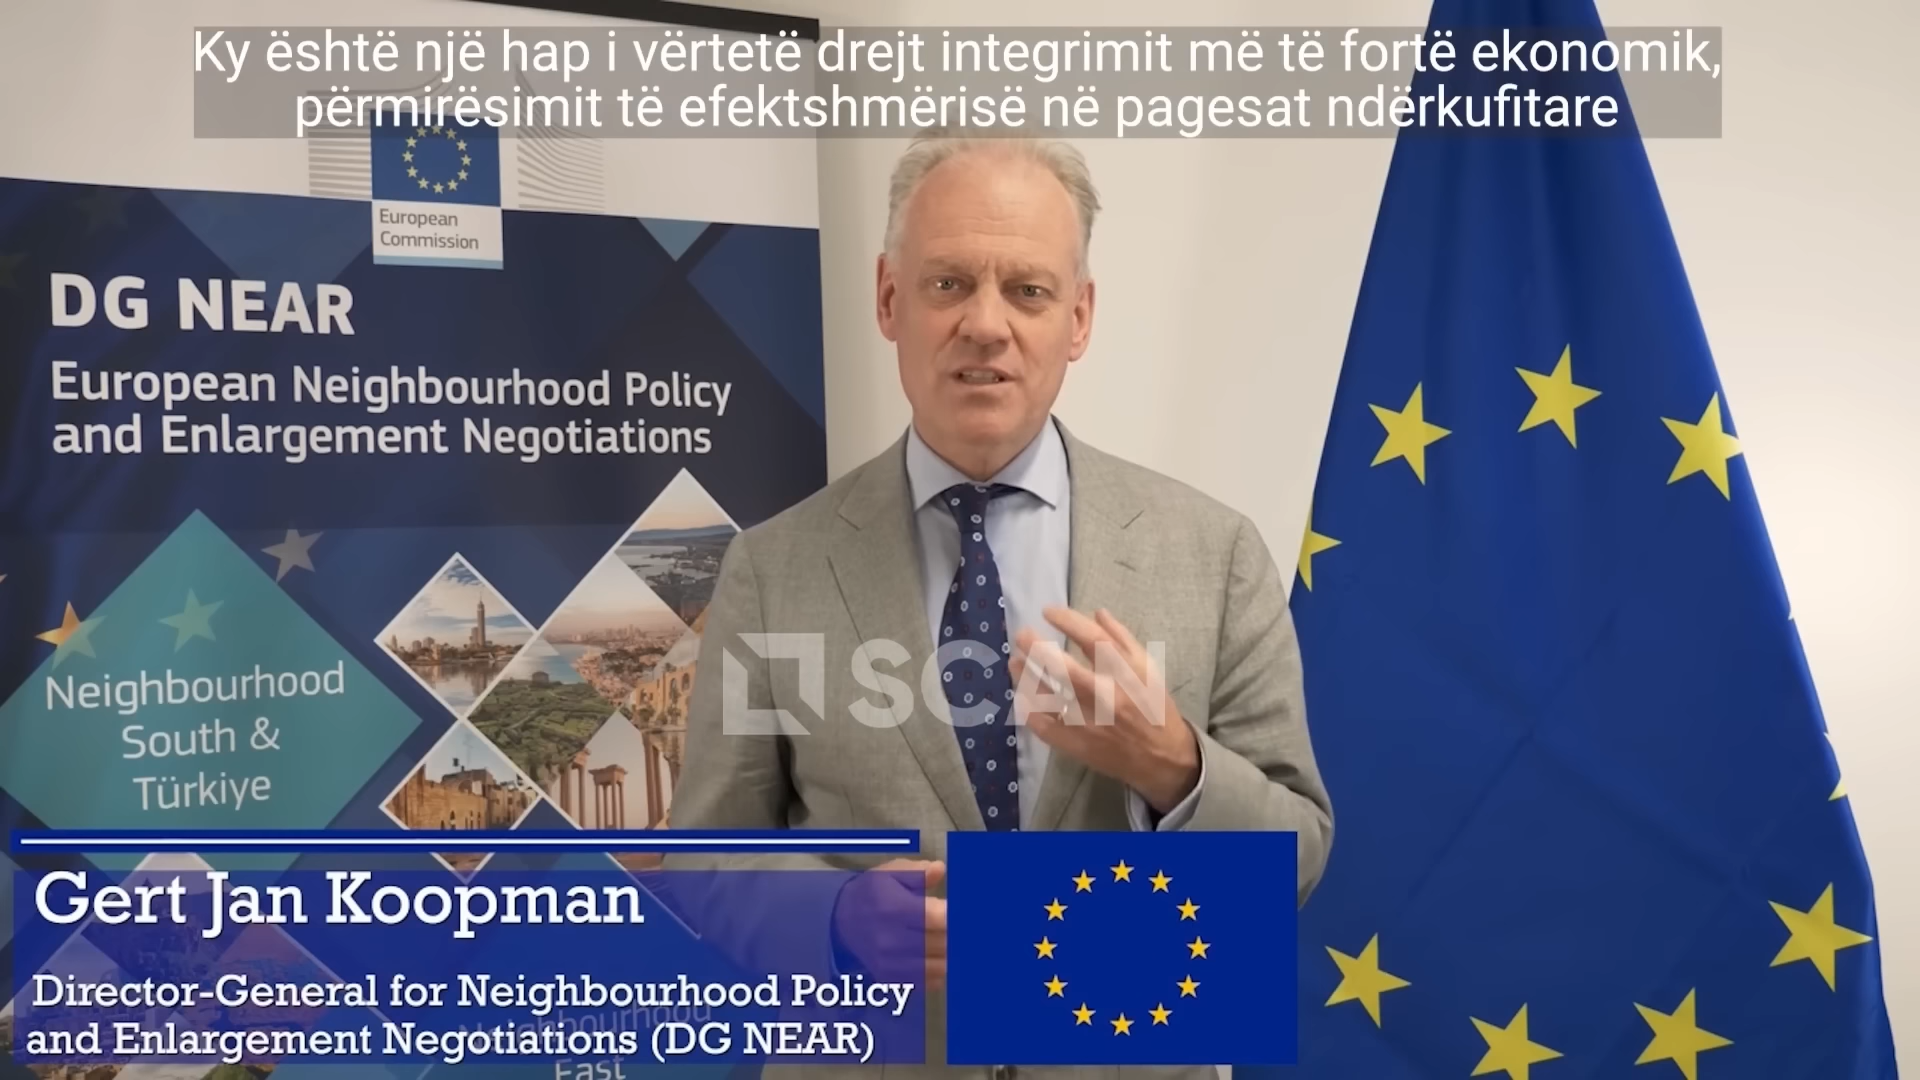 Ky është një hap i vërtetë drejt integrimit më të fortë ekonomik,
përmirësimit të efektshmërisë në pagesat ndërkufitare
European
Commission
DG NEAR
European Neighbourhood Policy
and Enlargement Negotiations
Neighbourhood
South &
Türkiye
SCAN
Gert Jan Koopman
Director-General for Neighbourhood Policy
and Enlargement Negotiations (DG NEAR)
Neighbourhood
East